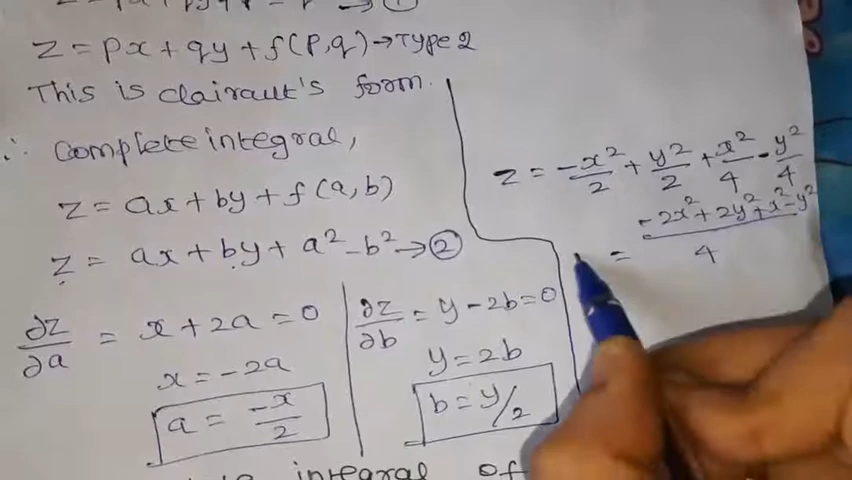 z = px + qy + f(p,q) → Type 2
This is clairaut's form.
∴ Complete integral,
z = ax + by + f(a,b)
z = ax + by + a² - b² → ②
∂z/∂a = x + 2a = 0
x = -2a
a = -x/2
∂z/∂b = y - 2b = 0
y = 2b
b = y/2
integral of
z = -x²/2 + y²/2 + x²/4 - y²/4
= -2x² + 2y² + x² - y² / 4